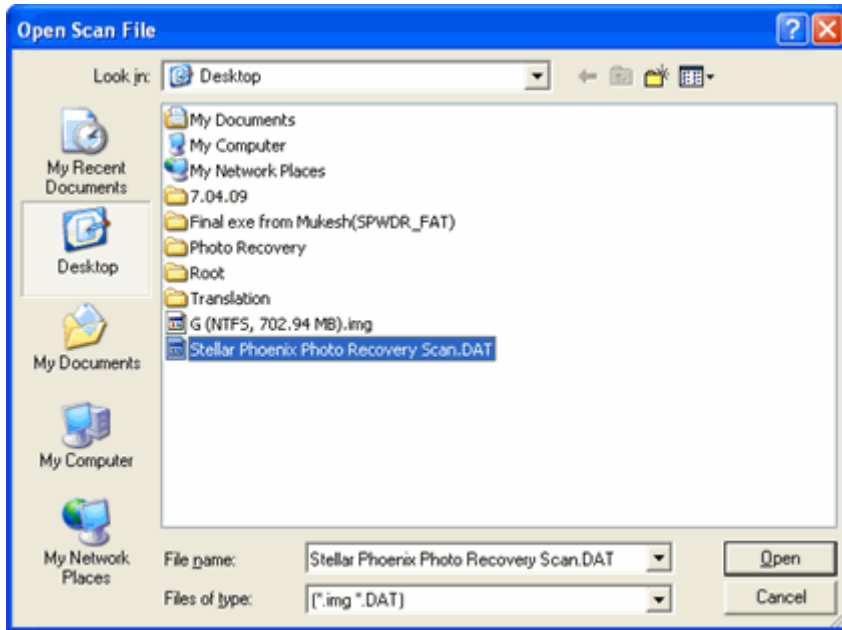 Open Scan File
Look in: Desktop
My Recent
Documents
Desktop
My Documents
My Computer
My Network
Places
My Documents
My Computer
My Network Places
7.04.09
Final exe from Mukesh(SPWDR_FAT)
Photo Recovery
Root
Translation
G (NTFS, 702.94 MB).img
Stellar Phoenix Photo Recovery Scan.DAT
File name: Stellar Phoenix Photo Recovery Scan.DAT Open
Files of type: (*.img *.DAT) Cancel